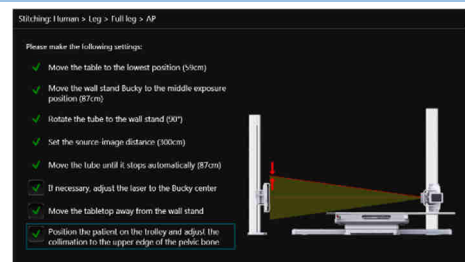 Stitching: Human > Leg > Full leg > AP
Please make the following settings:
Move the table to the lowest position (59cm)
Move the wall stand Bucky to the middle exposure
position (87cm)
Rotate the tube to the wall stand (90°)
Set the source-image distance (300cm)
Move the tube until it stops automatically (87cm)
If necessary, adjust the laser to the Bucky center
Move the tabletop away from the wall stand
Position the patient on the trolley and adjust the
collimation to the upper edge of the pelvic bone